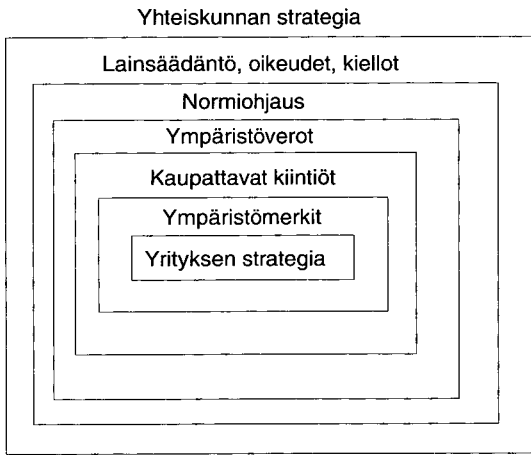 Yhteiskunnan strategia
Lainsäädäntö, oikeudet, kiellot
Normiohjaus
Ympäristöverot
Kaupattavat kiintiöt
Ympäristömerkit
Yrityksen strategia